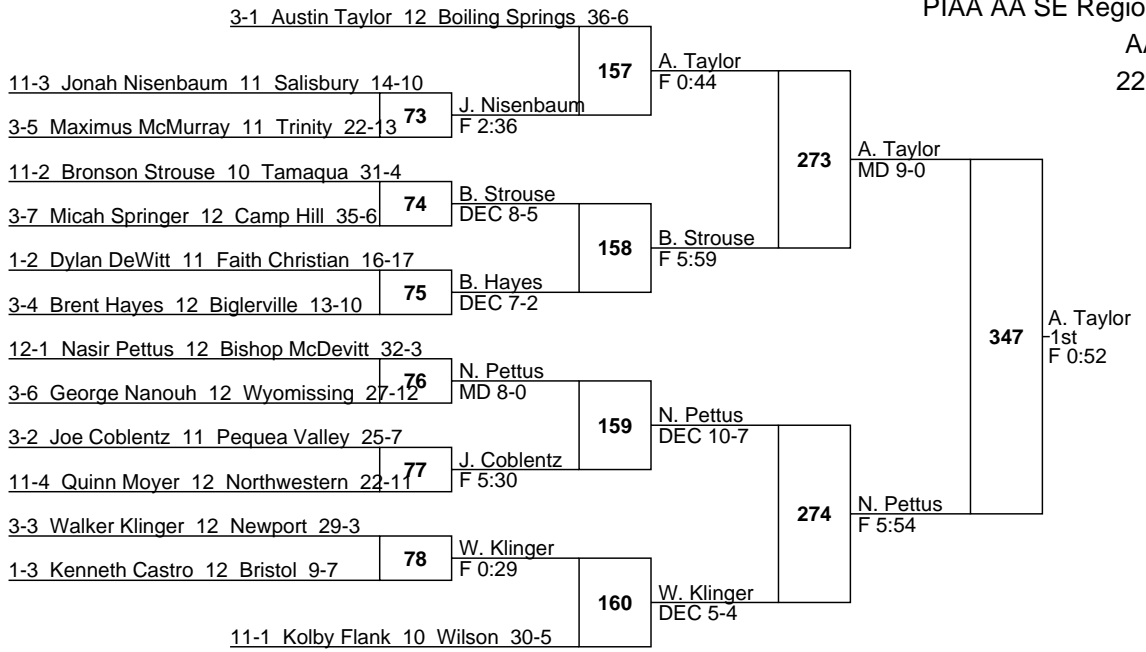 PIAA AA SE Regio
AA
22
3-1 Austin Taylor 12 Boiling Springs 36-6
157
A. Taylor
F 0:44
11-3 Jonah Nisenbaum 11 Salisbury 14-10
73
J. Nisenbaum
F 2:36
3-5 Maximus McMurray 11 Trinity 22-13
273
A. Taylor
MD 9-0
11-2 Bronson Strouse 10 Tamaqua 31-4
74
B. Strouse
DEC 8-5
3-7 Micah Springer 12 Camp Hill 35-6
158
B. Strouse
F 5:59
1-2 Dylan DeWitt 11 Faith Christian 16-17
75
B. Hayes
DEC 7-2
3-4 Brent Hayes 12 Biglerville 13-10
347
A. Taylor
1st
F 0:52
12-1 Nasir Pettus 12 Bishop McDevitt 32-3
76
N. Pettus
MD 8-0
3-6 George Nanouh 12 Wyomissing 27-12
159
N. Pettus
DEC 10-7
3-2 Joe Coblentz 11 Pequea Valley 25-7
77
J. Coblentz
F 5:30
11-4 Quinn Moyer 12 Northwestern 22-11
274
N. Pettus
F 5:54
3-3 Walker Klinger 12 Newport 29-3
78
W. Klinger
F 0:29
1-3 Kenneth Castro 12 Bristol 9-7
160
W. Klinger
DEC 5-4
11-1 Kolby Flank 10 Wilson 30-5